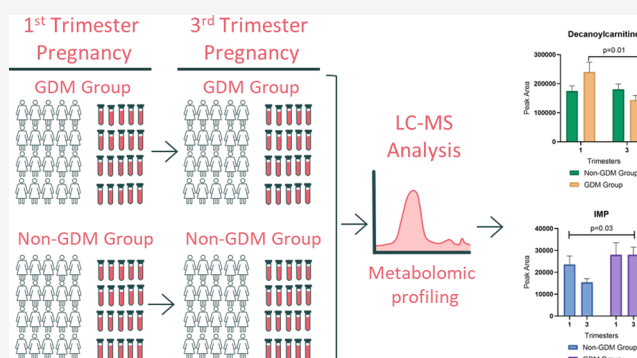 1st Trimester
Pregnancy
3rd Trimester
Pregnancy
GDM Group
GDM Group
Non-GDM Group
Non-GDM Group
LC-MS
Analysis
Metabolomic
profiling
Decanoylcarnitine
p=0.01
300000
200000
100000
0
Peak Area
1
3
Trimesters
Non-GDM Group
GDM Group
IMP
p=0.03
40000
30000
20000
10000
0
Peak Area
1
3
1
3
Trimesters
Non-GDM Group